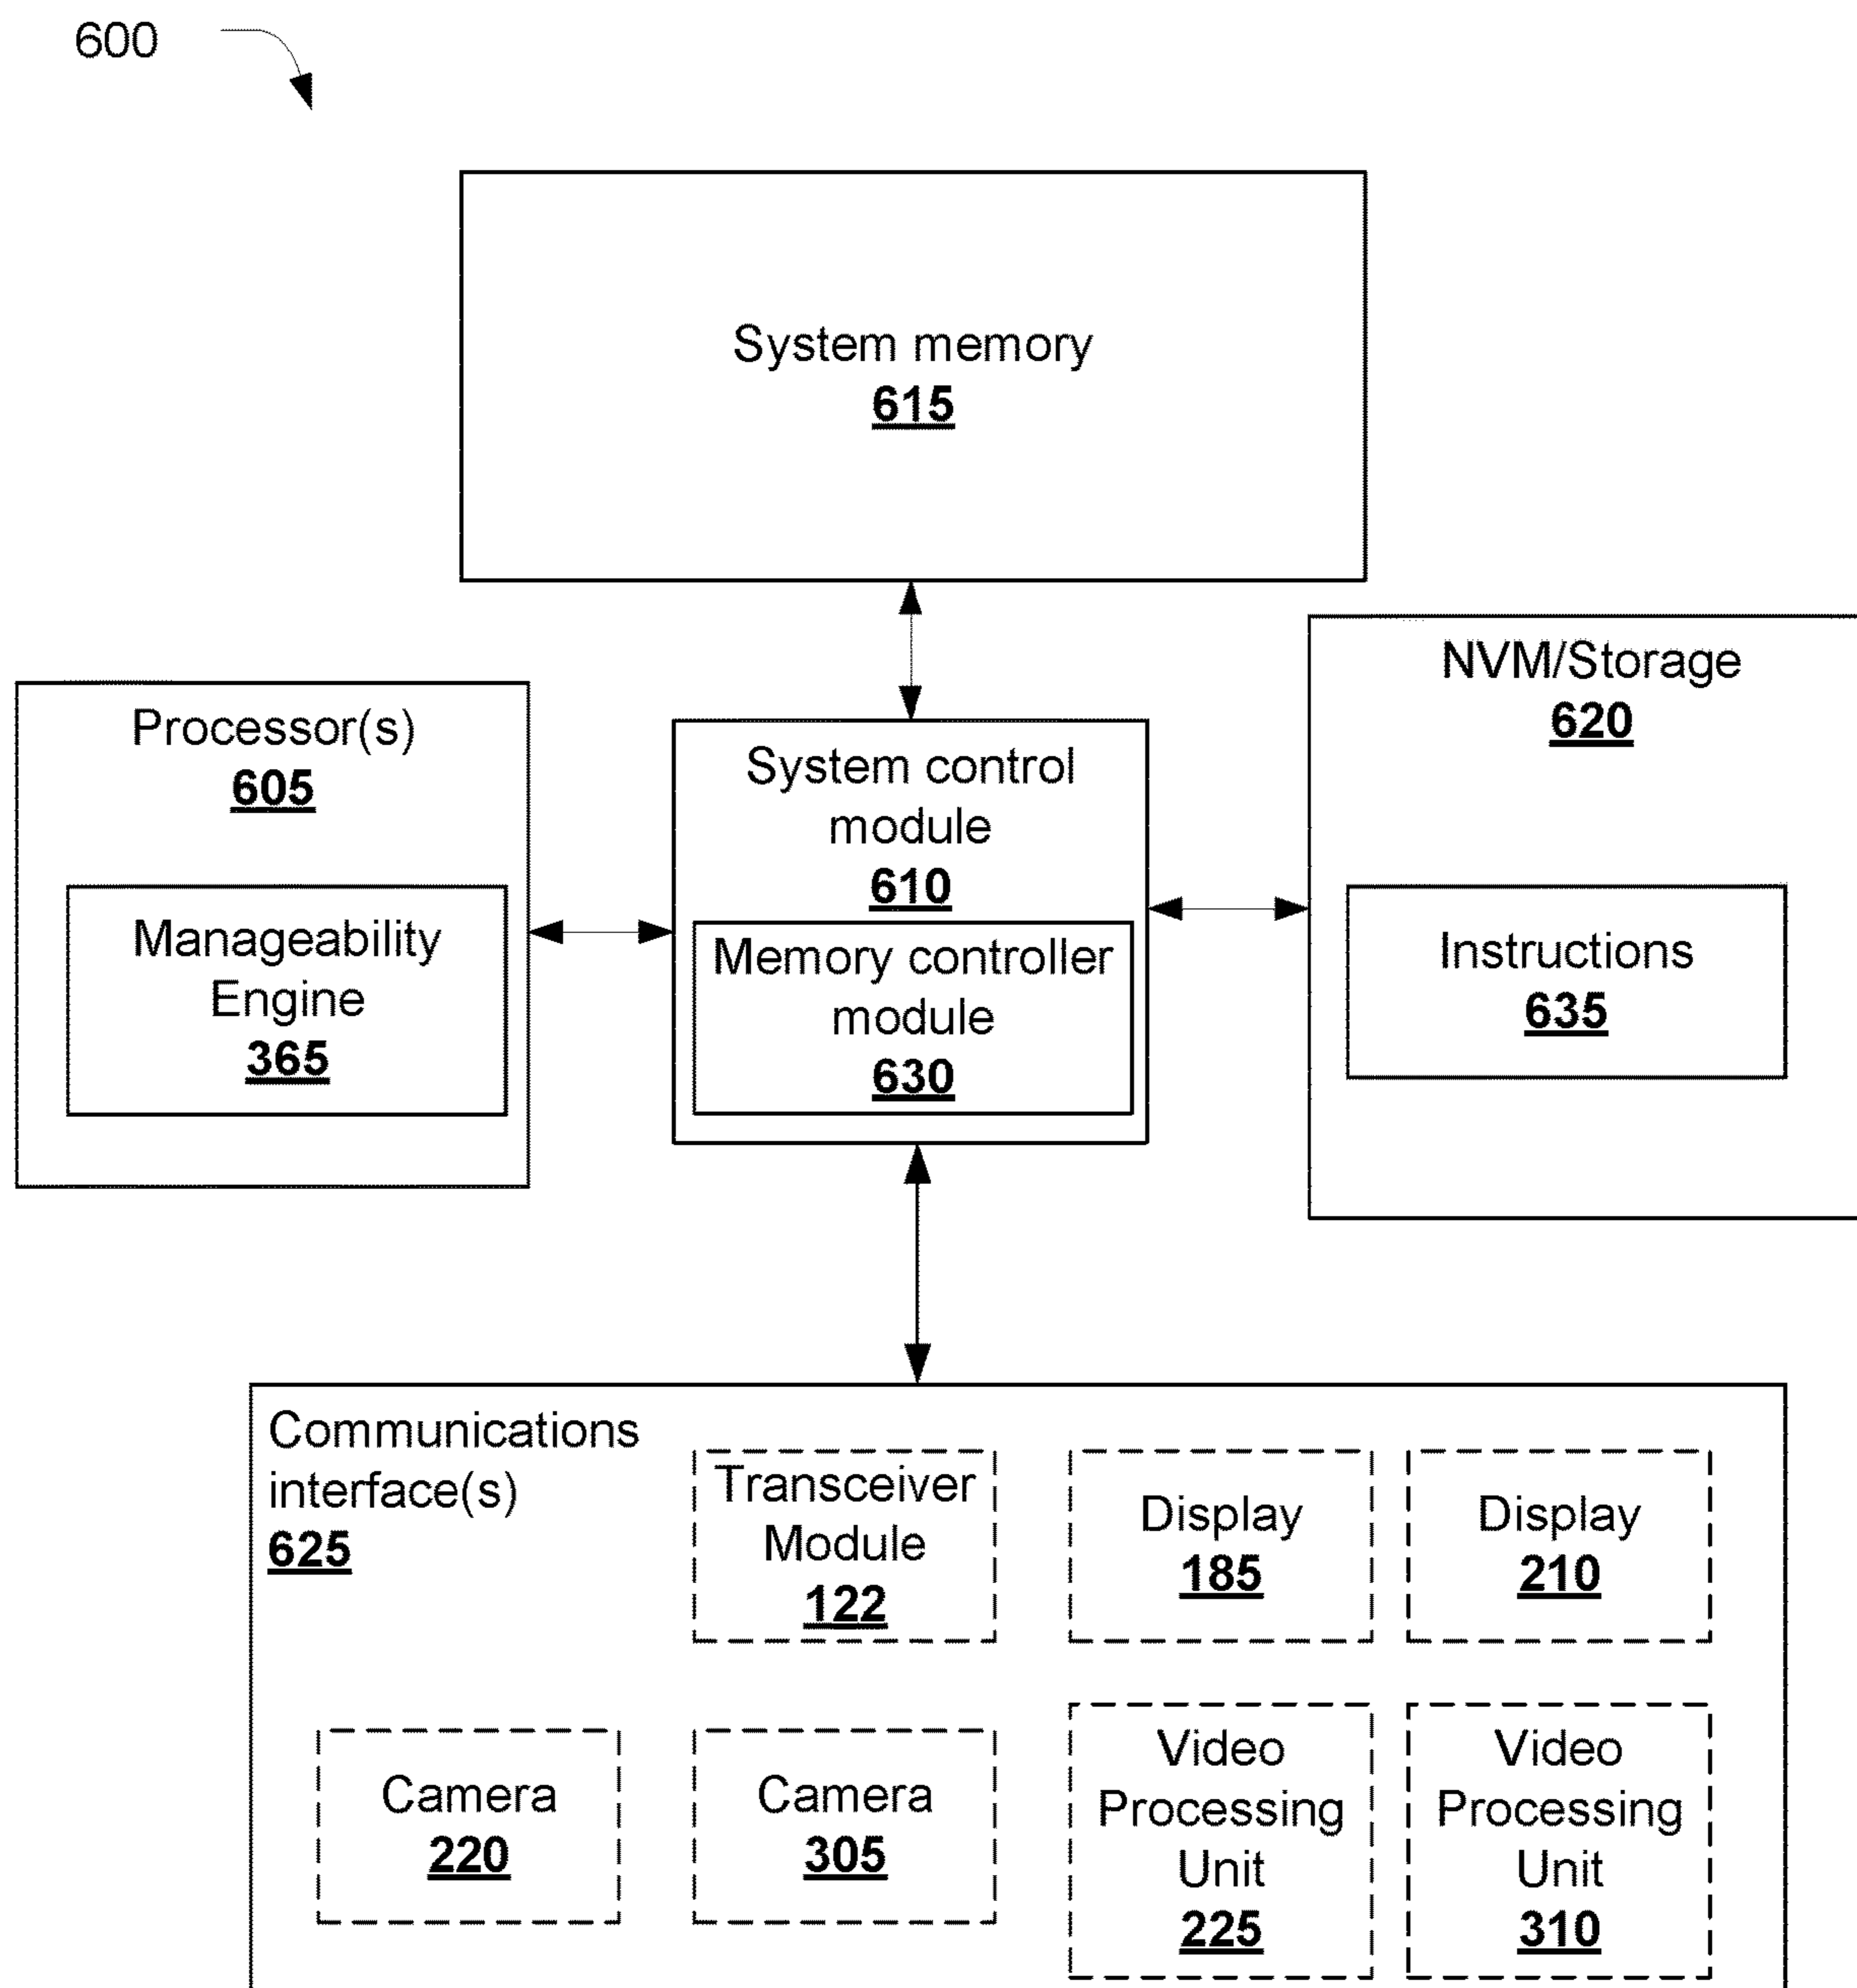 600
System memory
615
Processor(s)
605
Manageability
Engine
365
System control
module
610
Memory controller
module
630
NVM/Storage
620
Instructions
635
Communications
interface(s)
625
Transceiver
Module
122
Display
185
Display
210
Camera
220
Camera
305
Video
Processing
Unit
225
Video
Processing
Unit
310